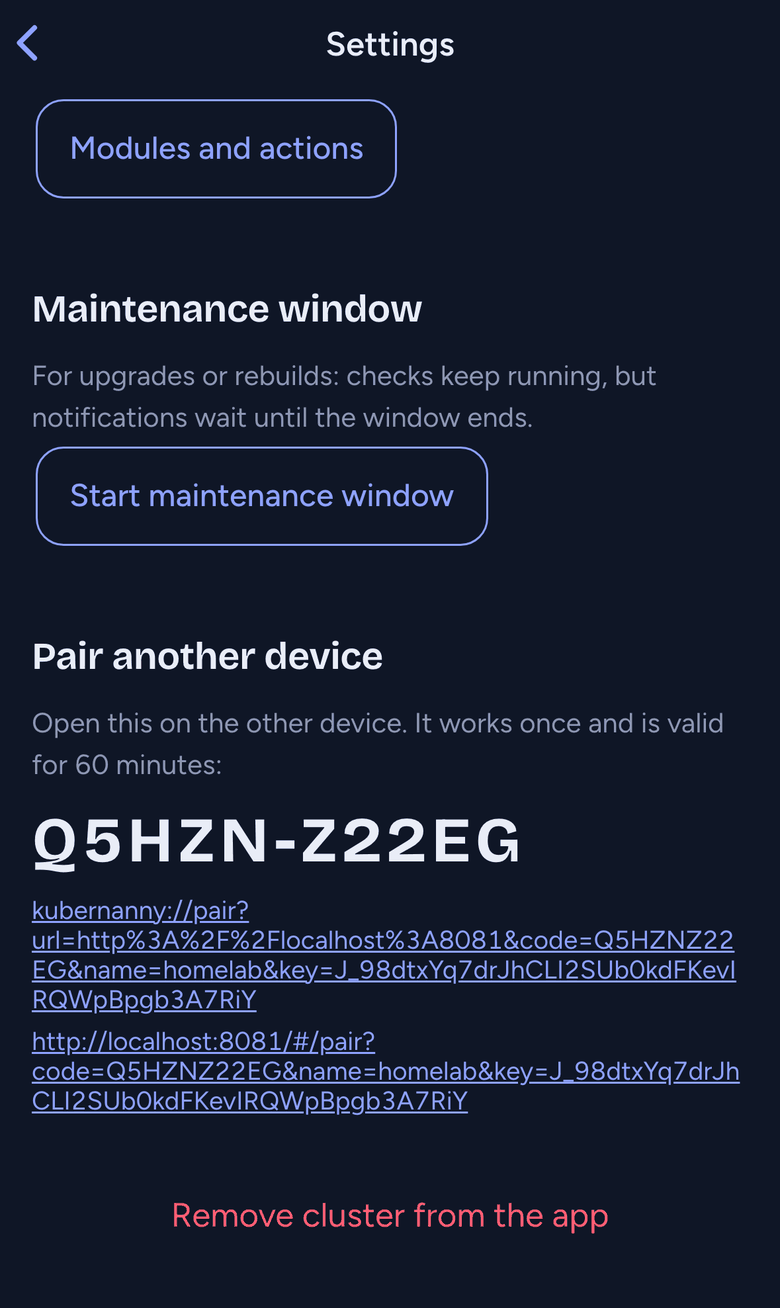 Settings
Modules and actions
Maintenance window
For upgrades or rebuilds: checks keep running, but
notifications wait until the window ends.
Start maintenance window
Pair another device
Open this on the other device. It works once and is valid
for 60 minutes:
Q5HZN-Z22EG
kubernanny://pair?
url=http%3A%2F%2Flocalhost%3A8081&code=Q5HZNZ22
EG&name=homelab&key=J_98dtxYq7drJhCLI2SUb0kdFKevI
RQWpBpgb3A7RiY
http://localhost:8081/#/pair?
code=Q5HZNZ22EG&name=homelab&key=J_98dtxYq7drJh
CLI2SUb0kdFKevIRQWpBpgb3A7RiY
Remove cluster from the app